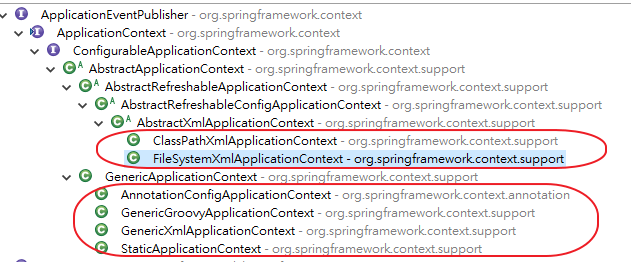 ApplicationEventPublisher - org.springframework.context
ApplicationContext - org.springframework.context
ConfigurableApplicationContext - org.springframework.context
AbstractApplicationContext - org.springframework.context.support
AbstractRefreshableApplicationContext - org.springframework.context.support
AbstractRefreshableConfigApplicationContext - org.springframework.context.support
AbstractXmlApplicationContext - org.springframework.context.support
ClassPathXmlApplicationContext - org.springframework.context.support
FileSystemXmlApplicationContext - org.springframework.context.support
GenericApplicationContext - org.springframework.context.support
AnnotationConfigApplicationContext - org.springframework.context.annotation
GenericGroovyApplicationContext - org.springframework.context.support
GenericXmlApplicationContext - org.springframework.context.support
StaticApplicationContext - org.springframework.context.support